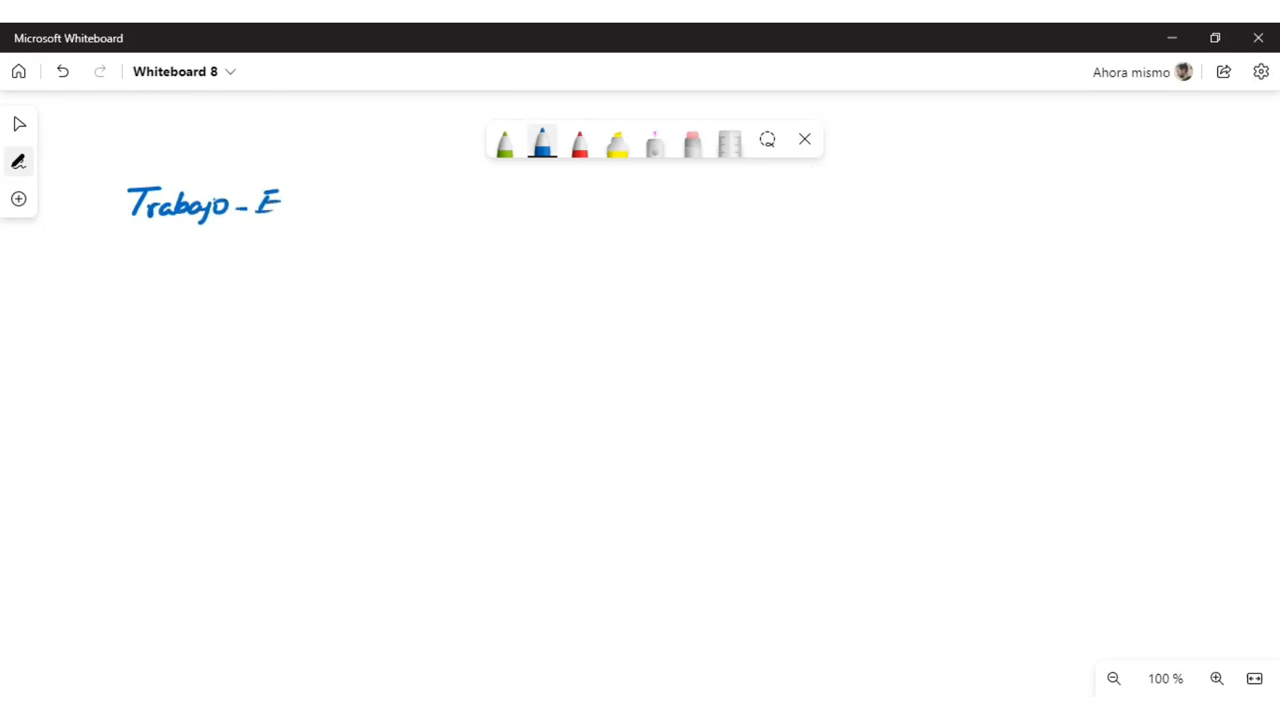 Microsoft Whiteboard
Whiteboard 8
Ahora mismo
Trabajo - E
100 %